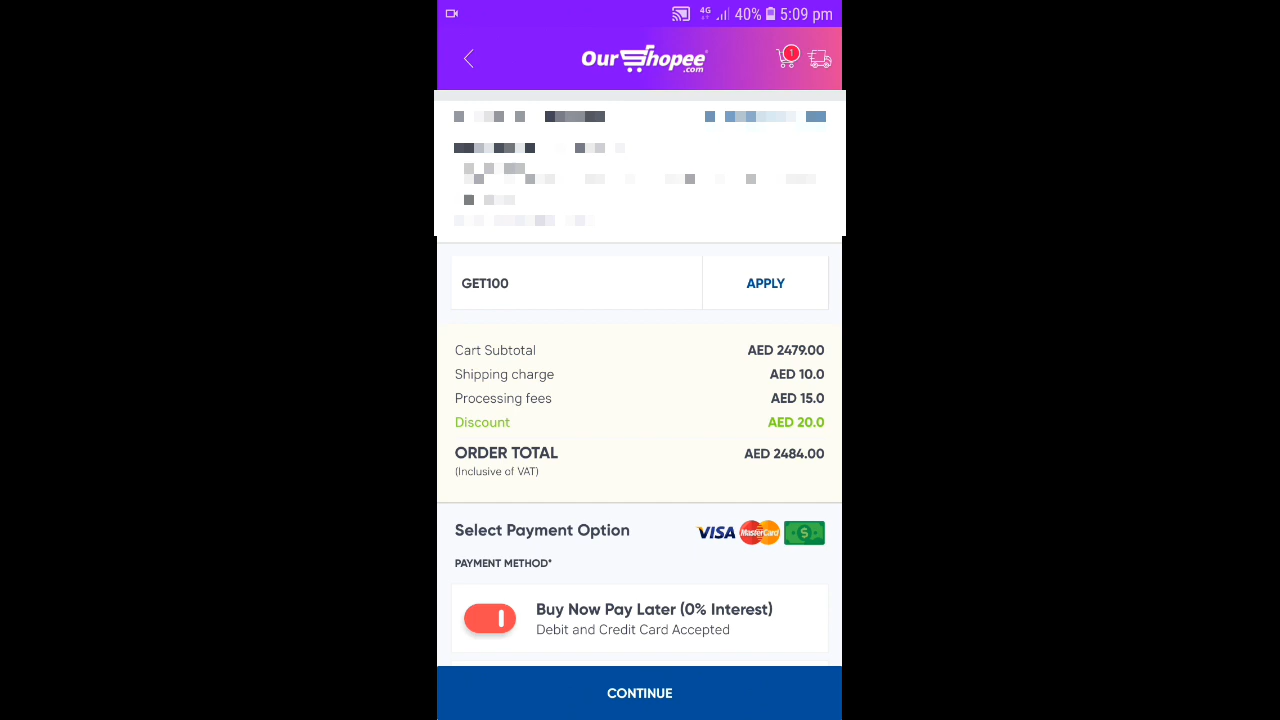 4G 40% 5:09 pm
OurShopee .com
1
GET100 APPLY
Cart Subtotal AED 2479.00
Shipping charge AED 10.0
Processing fees AED 15.0
Discount AED 20.0
ORDER TOTAL AED 2484.00
(Inclusive of VAT)
Select Payment Option VISA MasterCard $
PAYMENT METHOD*
Buy Now Pay Later (0% Interest)
Debit and Credit Card Accepted
CONTINUE